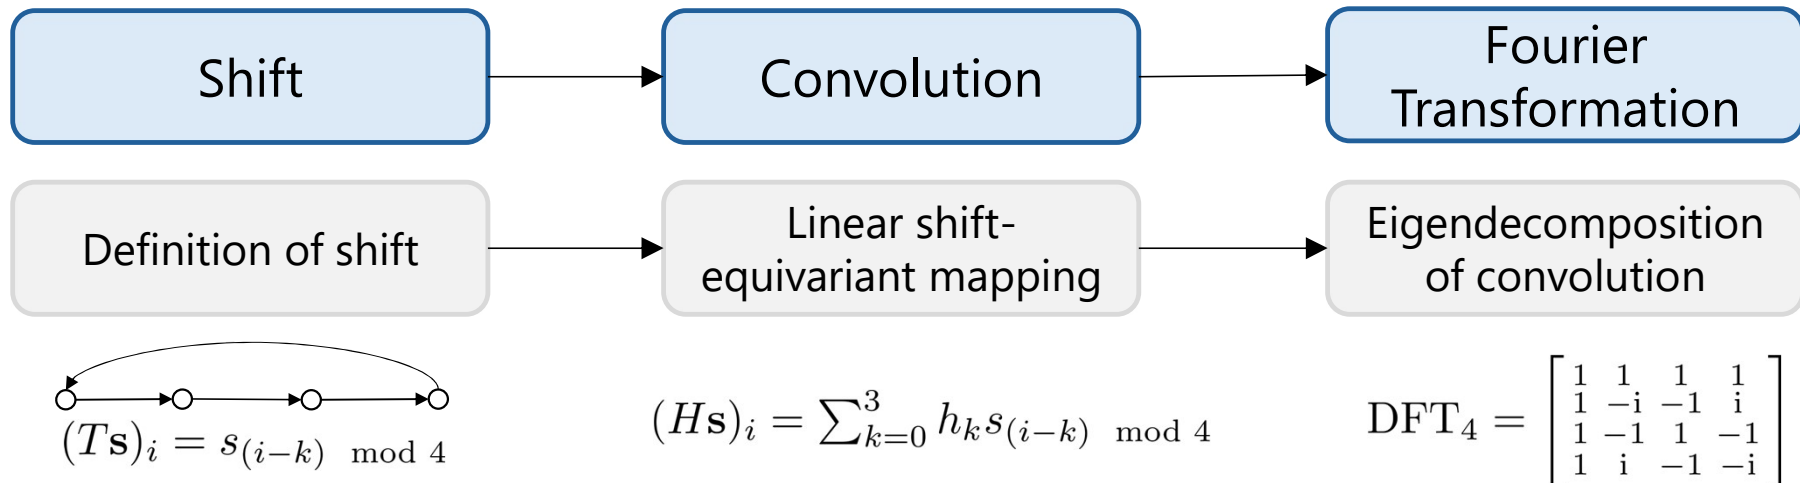 Shift
Convolution
Fourier
Transformation
Definition of shift
Linear shift-
equivariant mapping
Eigendecomposition
of convolution
(Ts)_i = s_{(i−k) mod 4}
(Hs)_i = ∑_{k=0}^{3} h_k s_{(i−k) mod 4}
DFT_4 =
1 1 1 1
1 −i −1 i
1 −1 1 −1
1 i −1 −i